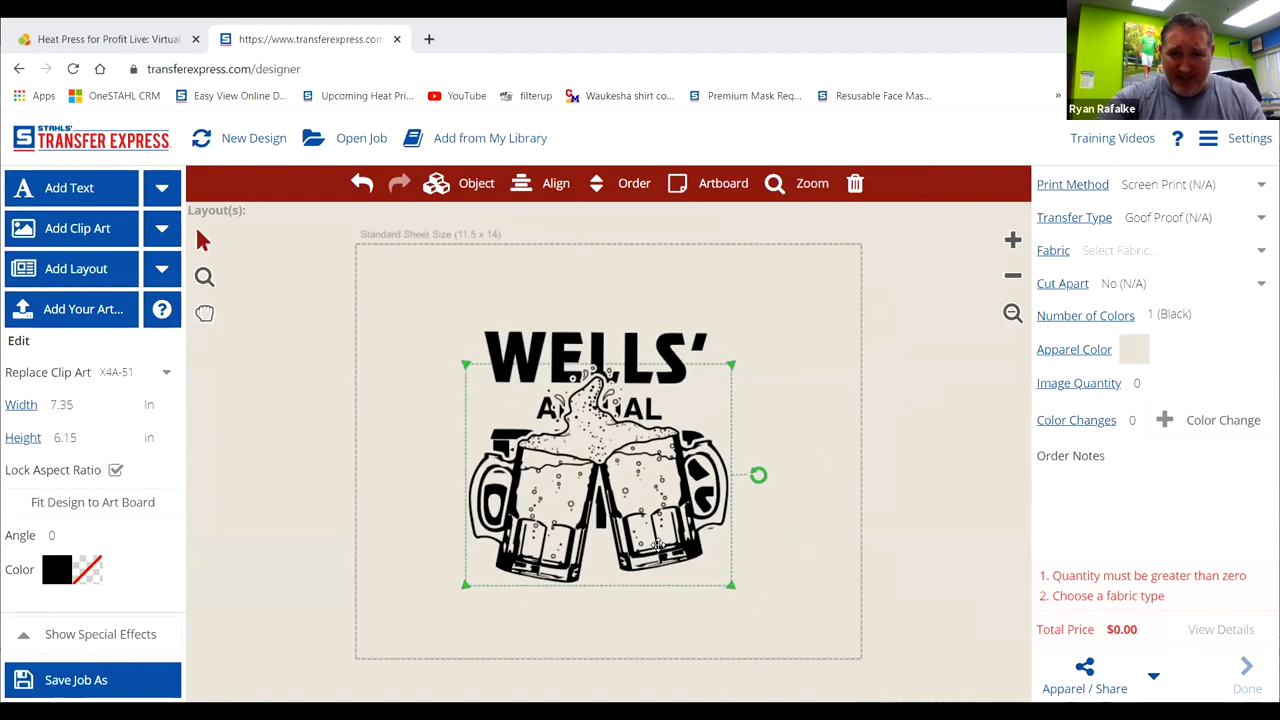 Heat Press for Profit Live: Virtual
https://www.transferexpress.com
transferexpress.com/designer
Apps
OneSTAHL CRM
Easy View Online D...
Upcoming Heat Pri...
YouTube
filterup
Waukesha shirt co...
Premium Mask Req...
Resusable Face Mas...
»
Ryan Rafalke
STAHLS'
TRANSFER EXPRESS
New Design
Open Job
Add from My Library
Training Videos
?
Settings
Add Text
Add Clip Art
Add Layout
Add Your Art...
?
Object
Align
Order
Artboard
Zoom
Layout(s):
Standard Sheet Size (11.5 x 14)
WELLS'
Edit
Replace Clip Art X4A-51
Width 7.35 In
Height 6.15 In
Lock Aspect Ratio
Fit Design to Art Board
Angle 0
Color
Show Special Effects
Save Job As
Print Method Screen Print (N/A)
Transfer Type Goof Proof (N/A)
Fabric Select Fabric...
Cut Apart No (N/A)
Number of Colors 1 (Black)
Apparel Color
Image Quantity 0
Color Changes 0 Color Change
Order Notes
1. Quantity must be greater than zero
2. Choose a fabric type
Total Price $0.00 View Details
Apparel / Share
Done